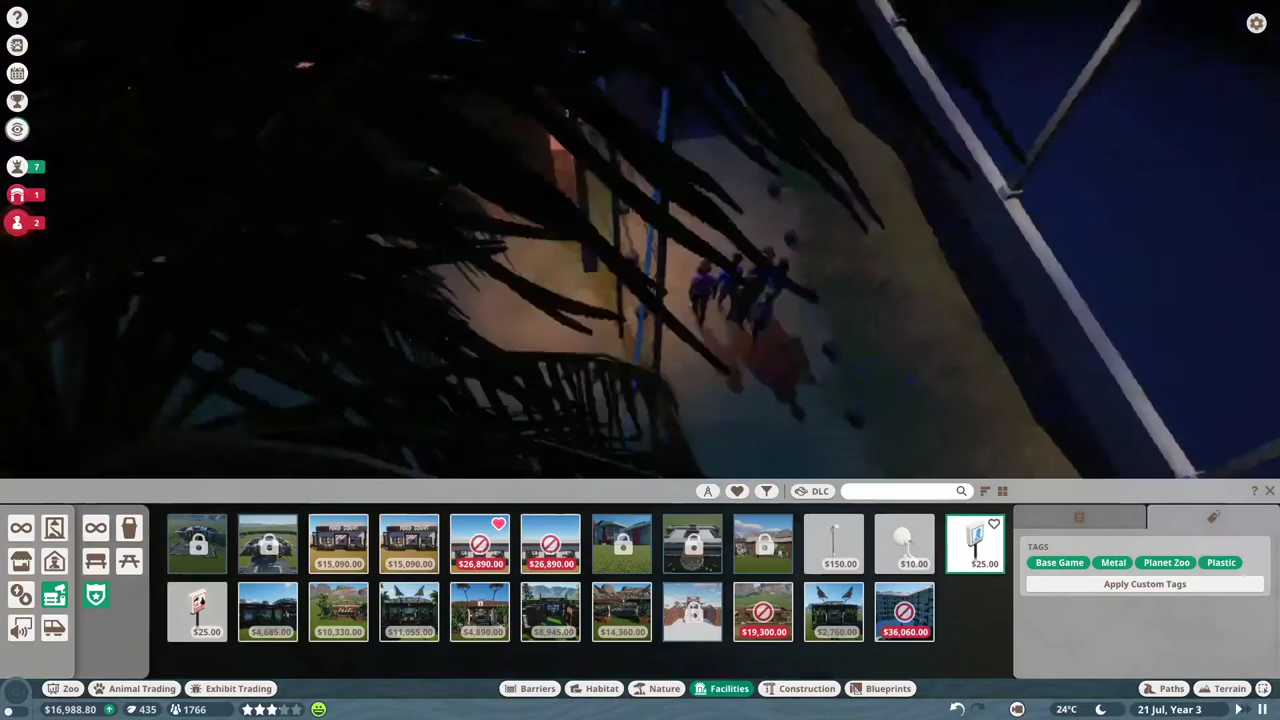 ?
7
1
2
DLC
? ×
FOOD COURT
$15,090.00
FOOD COURT
$15,090.00
$26,890.00
$26,890.00
$150.00
$10.00
$25.00
$25.00
$4,685.00
$10,330.00
$11,055.00
$4,890.00
$8,945.00
$14,360.00
$19,300.00
$2,760.00
$36,060.00
TAGS
Base Game
Metal
Planet Zoo
Plastic
Apply Custom Tags
Zoo
Animal Trading
Exhibit Trading
Barriers
Habitat
Nature
Facilities
Construction
Blueprints
Paths
Terrain
$16,988.80
435
1766
24°C
21 Jul, Year 3